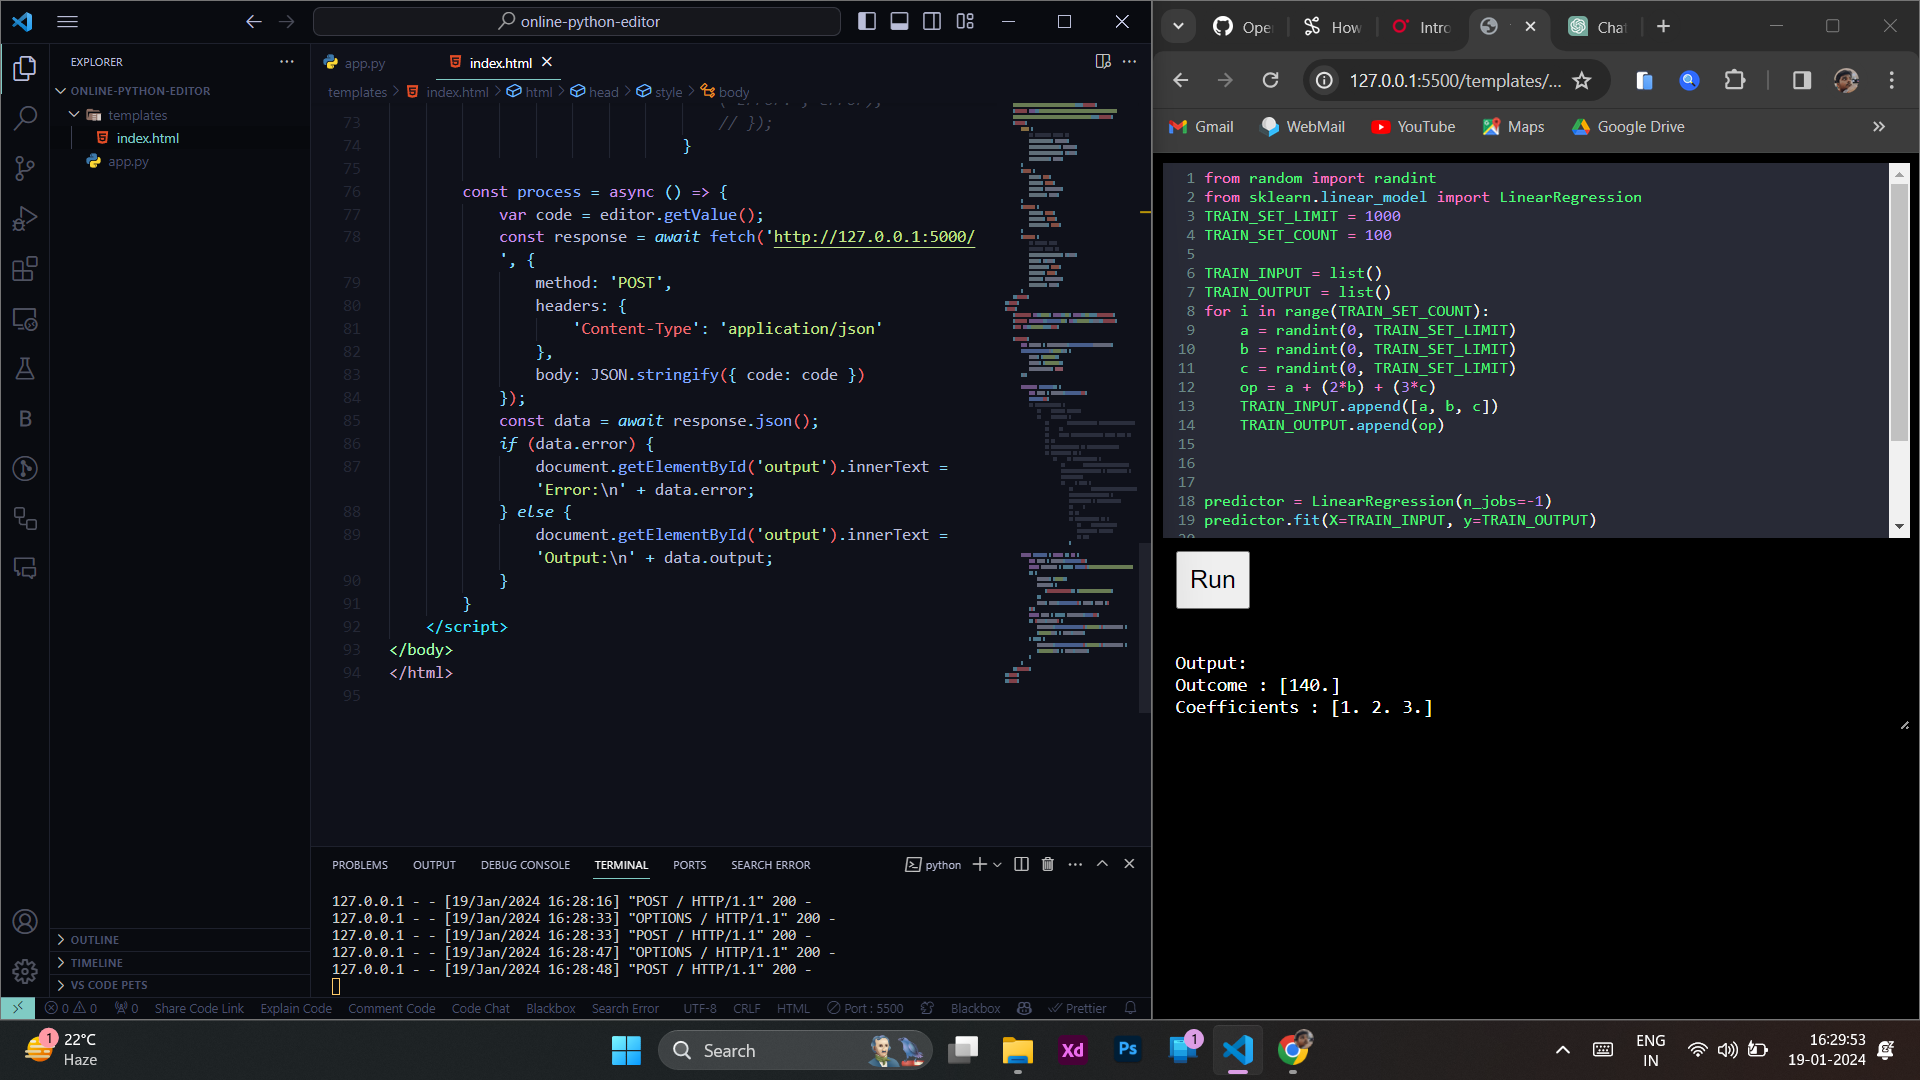 online-python-editor
EXPLORER
ONLINE-PYTHON-EDITOR
templates
index.html
app.py
OUTLINE
TIMELINE
VS CODE PETS
app.py
index.html
templates > index.html > html > head > style > body
73 // });
74 }
75
76 const process = async () => {
77 var code = editor.getValue();
78 const response = await fetch('http://127.0.0.1:5000/
', {
79 method: 'POST',
80 headers: {
81 'Content-Type': 'application/json'
82 },
83 body: JSON.stringify({ code: code })
84 });
85 const data = await response.json();
86 if (data.error) {
87 document.getElementById('output').innerText =
'Error:\n' + data.error;
88 } else {
89 document.getElementById('output').innerText =
'Output:\n' + data.output;
90 }
91 }
92 </script>
93 </body>
94 </html>
95
PROBLEMS OUTPUT DEBUG CONSOLE TERMINAL PORTS SEARCH ERROR
python
127.0.0.1 - - [19/Jan/2024 16:28:16] "POST / HTTP/1.1" 200 -
127.0.0.1 - - [19/Jan/2024 16:28:33] "OPTIONS / HTTP/1.1" 200 -
127.0.0.1 - - [19/Jan/2024 16:28:33] "POST / HTTP/1.1" 200 -
127.0.0.1 - - [19/Jan/2024 16:28:47] "OPTIONS / HTTP/1.1" 200 -
127.0.0.1 - - [19/Jan/2024 16:28:48] "POST / HTTP/1.1" 200 -
0 0 0 Share Code Link Explain Code Comment Code Code Chat Blackbox Search Error UTF-8 CRLF HTML Port : 5500 Blackbox Prettier
Ope How Intro Chat
127.0.0.1:5500/templates/...
Gmail WebMail YouTube Maps Google Drive
1 from random import randint
2 from sklearn.linear_model import LinearRegression
3 TRAIN_SET_LIMIT = 1000
4 TRAIN_SET_COUNT = 100
5
6 TRAIN_INPUT = list()
7 TRAIN_OUTPUT = list()
8 for i in range(TRAIN_SET_COUNT):
9 a = randint(0, TRAIN_SET_LIMIT)
10 b = randint(0, TRAIN_SET_LIMIT)
11 c = randint(0, TRAIN_SET_LIMIT)
12 op = a + (2*b) + (3*c)
13 TRAIN_INPUT.append([a, b, c])
14 TRAIN_OUTPUT.append(op)
15
16
17
18 predictor = LinearRegression(n_jobs=-1)
19 predictor.fit(X=TRAIN_INPUT, y=TRAIN_OUTPUT)
Run
Output:
Outcome : [140.]
Coefficients : [1. 2. 3.]
1
22°C
Haze
Search
Xd
Ps
1
ENG
IN
16:29:53
19-01-2024